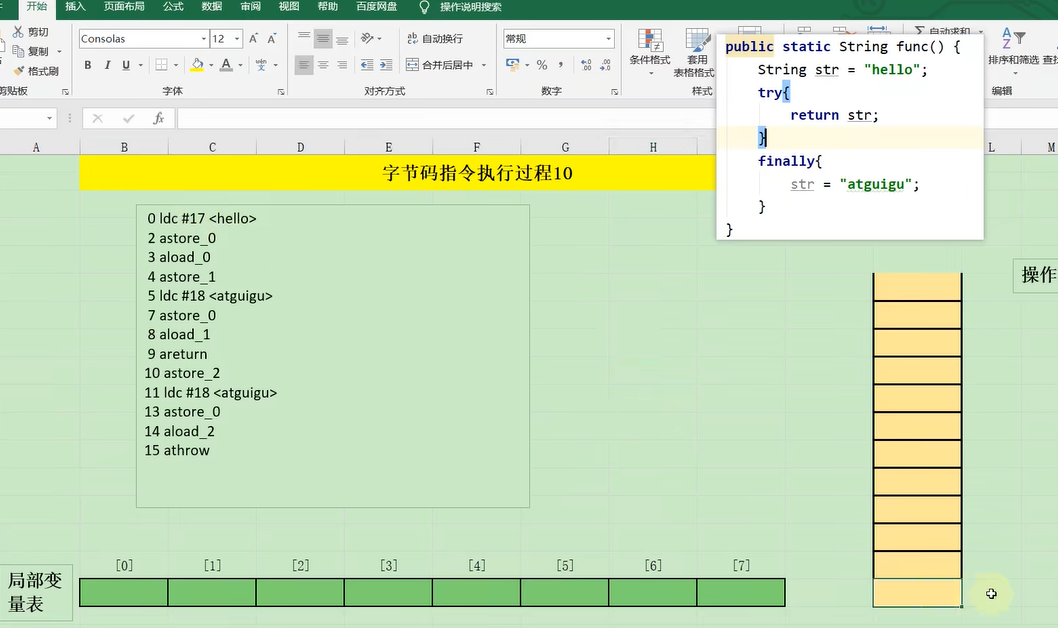 开始 插入 页面布局 公式 数据 审阅 视图 帮助 百度网盘 操作说明搜索
剪切
复制
格式刷
剪贴板
Consolas 12
B I U
字体
ab 自动换行
合并后居中
对齐方式
常规
数字
条件格式
套用
表格格式
样式
自动求和
排序和筛选 查找
编辑
public static String func() {
String str = "hello";
try{
return str;
}
finally{
str = "atguigu";
}
}
fx
A B C D E F G H L M
字节码指令执行过程10
0 ldc #17 <hello>
2 astore_0
3 aload_0
4 astore_1
5 ldc #18 <atguigu>
7 astore_0
8 aload_1
9 areturn
10 astore_2
11 ldc #18 <atguigu>
13 astore_0
14 aload_2
15 athrow
操作
[0] [1] [2] [3] [4] [5] [6] [7]
局部变
量表